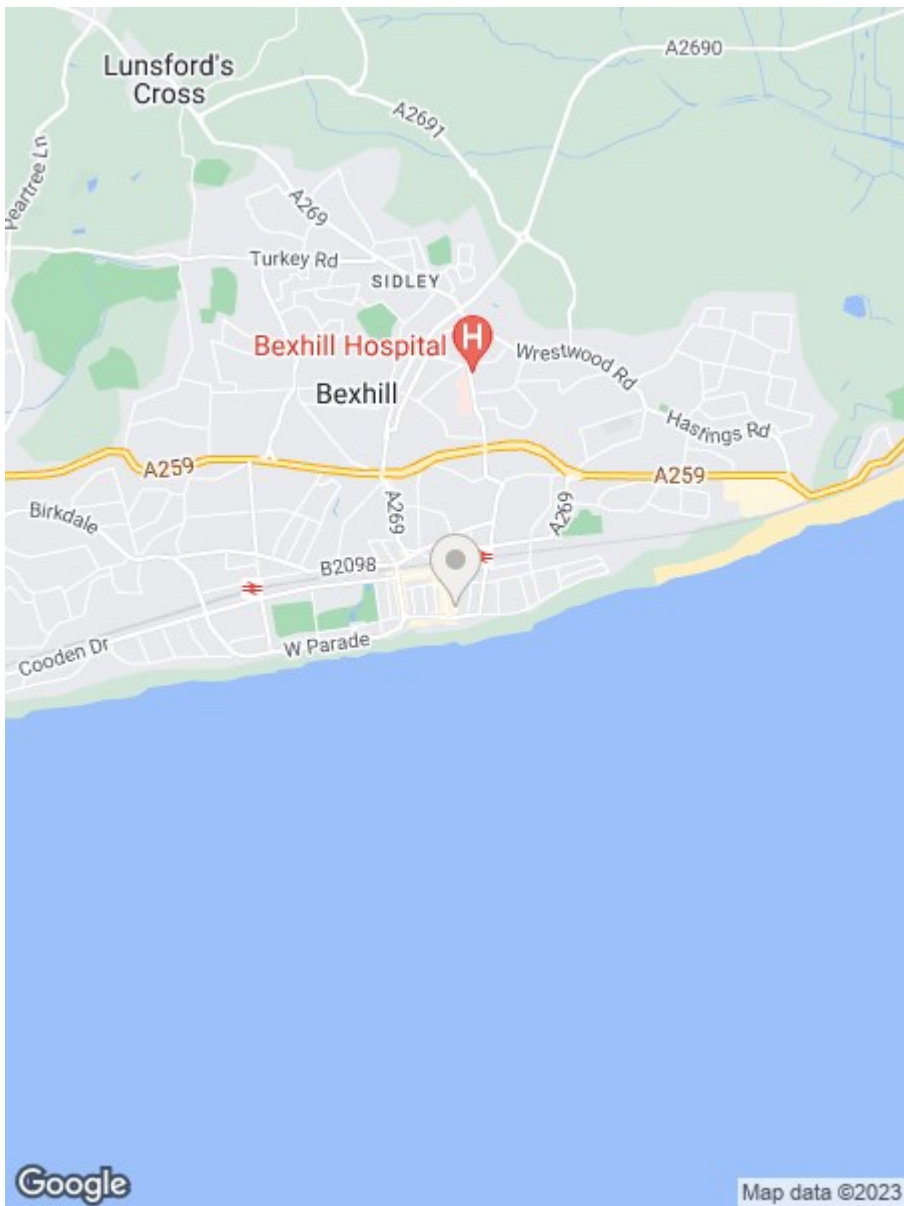 A2690
Lunsford's
Cross
A2691
Peartree Ln
A269
Turkey Rd
SIDLEY
H
Bexhill Hospital
Wrestwood Rd
Bexhill
Hastings Rd
A259
A259
Birkdale
A269
A269
B2098
W Parade
Cooden Dr
Google
Map data ©2023